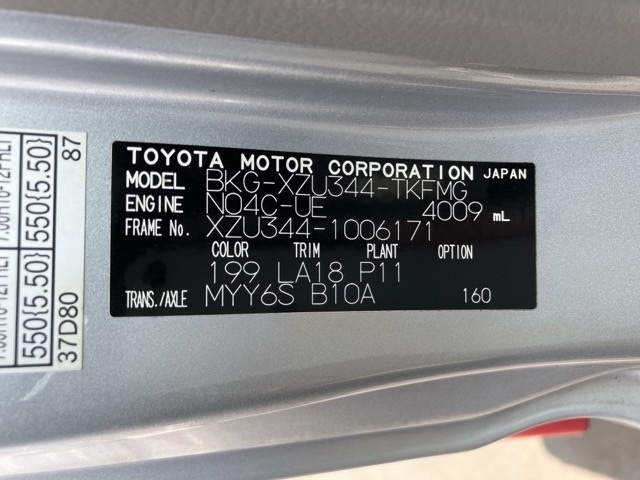 TOYOTA MOTOR CORPORATION JAPAN
MODEL BKG-XZU344-TKFMG
ENGINE N04C-UE 4009 mL
FRAME No. XZU344-1006171
COLOR TRIM PLANT OPTION
199 LA18 P11
TRANS./AXLE MYY6S B10A 160
550{5.50} 550{5.50}
37D80 87